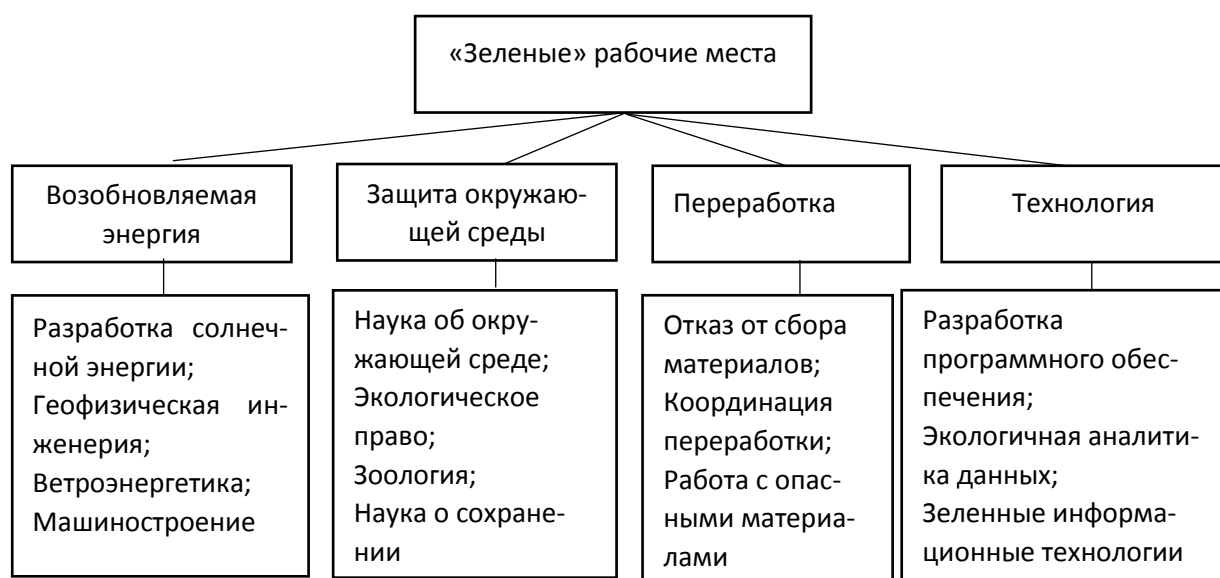 «Зеленые» рабочие места
Возобновляемая
энергия
Защита окружаю-
щей среды
Переработка
Технология
Разработка солнеч-
ной энергии;
Геофизическая ин-
женерия;
Ветроэнергетика;
Машиностроение
Наука об окру-
жающей среде;
Экологическое
право;
Зоология;
Наука о сохране-
нии
Отказ от сбора
материалов;
Координация
переработки;
Работа с опас-
ными материа-
лами
Разработка
программного обес-
печения;
Экологичная аналити-
ка данных;
Зеленные информа-
ционные технологии